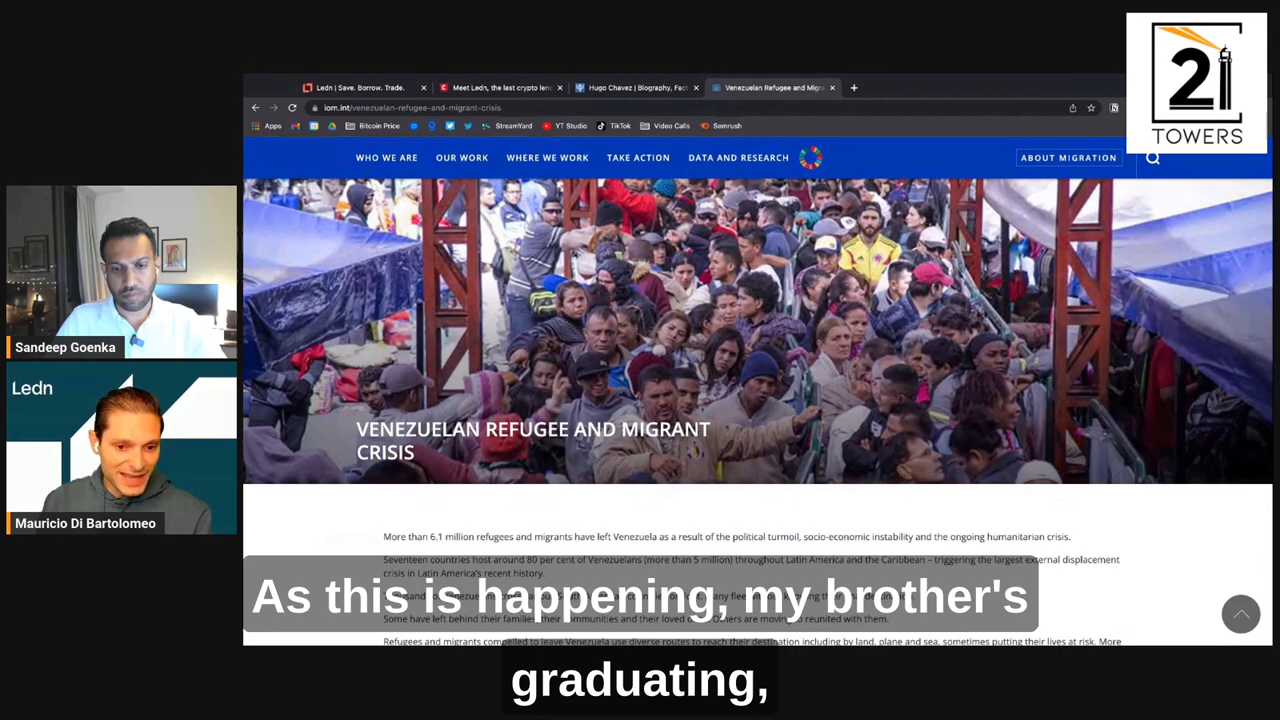 21
TOWERS
Ledn | Save. Borrow. Trade.
Meet Ledn, the last crypto len
Hugo Chavez | Biography, Fac
Venezuelan Refugee and Migra
iom.int/venezuelan-refugee-and-migrant-crisis
Apps
Bitcoin Price
StreamYard
YT Studio
TikTok
Video Calls
Semrush
WHO WE ARE
OUR WORK
WHERE WE WORK
TAKE ACTION
DATA AND RESEARCH
ABOUT MIGRATION
Sandeep Goenka
Ledn
Mauricio Di Bartolomeo
VENEZUELAN REFUGEE AND MIGRANT
CRISIS
More than 6.1 million refugees and migrants have left Venezuela as a result of the political turmoil, socio-economic instability and the ongoing humanitarian crisis.
Seventeen countries host around 80 per cent of Venezuelans (more than 5 million) throughout Latin America and the Caribbean – triggering the largest external displacement
crisis in Latin America's recent history.
Some have left behind their families, their communities and their loved Others are moving to reunited with them.
Refugees and migrants compelled to leave Venezuela use diverse routes to reach their destination including by land, plane and sea, sometimes putting their lives at risk. More
As this is happening, my brother's
graduating,